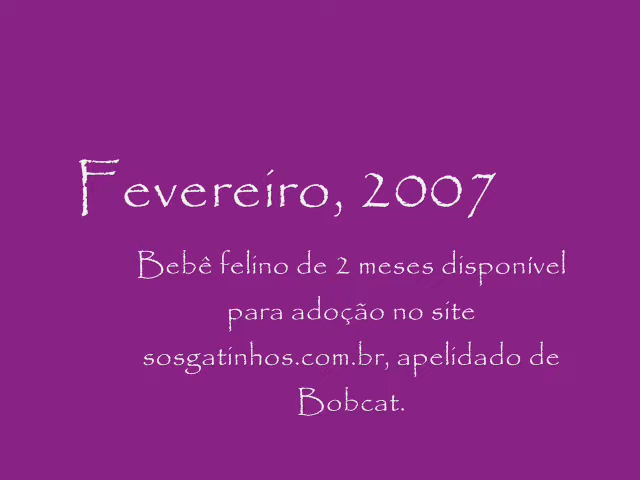 Fevereiro, 2007
Bebê felino de 2 meses disponível
para adoção no site
sosgatinhos.com.br, apelidado de
Bobcat.